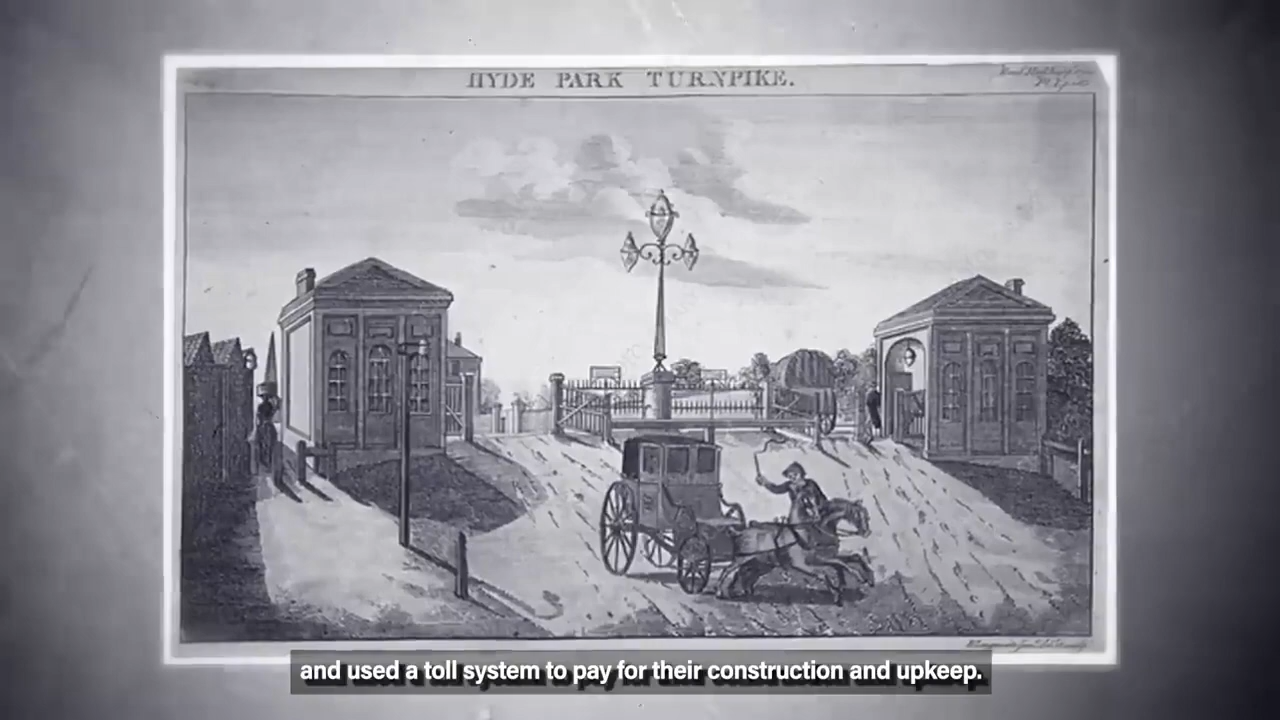 HYDE PARK TURNPIKE.
and used a toll system to pay for their construction and upkeep.